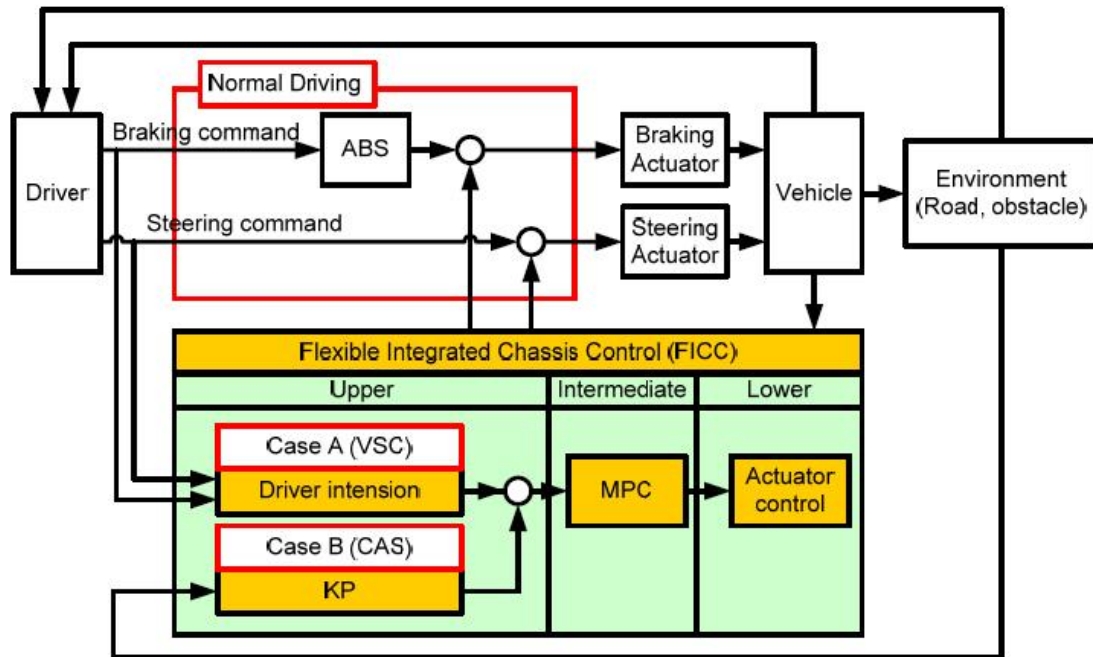 Normal Driving
Braking command
ABS
Braking
Actuator
Driver
Vehicle
Environment
(Road, obstacle)
Steering command
Steering
Actuator
Flexible Integrated Chassis Control (FICC)
Upper
Intermediate
Lower
Case A (VSC)
Driver intension
MPC
Actuator
control
Case B (CAS)
KP